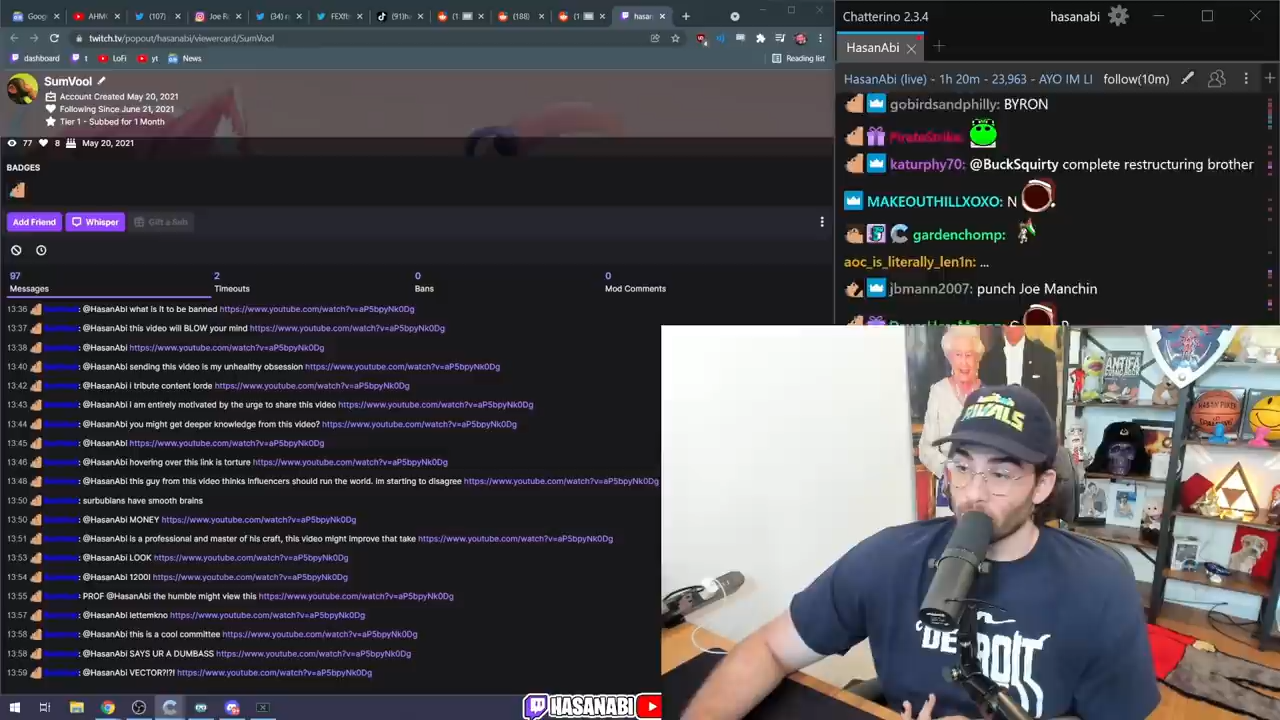 Goog
AHMO
(107)
Joe Ro
(34) n
FEXft
(91)ha
(1
(188)
(1
hasan
twitch.tv/popout/hasanabi/viewercard/SumVool
dashboard
t
LoFi
yt
News
Reading list
SumVool
Account Created May 20, 2021
Following Since June 21, 2021
Tier 1 - Subbed for 1 Month
77
8
May 20, 2021
BADGES
Add Friend
Whisper
Gift a Sub
97
2
0
0
Messages
Timeouts
Bans
Mod Comments
13:36 : @HasanAbi what is it to be banned https://www.youtube.com/watch?v=aP5bpyNk0Dg
13:37 : @HasanAbi this video will BLOW your mind https://www.youtube.com/watch?v=aP5bpyNk0Dg
13:38 : @HasanAbi https://www.youtube.com/watch?v=aP5bpyNk0Dg
13:40 : @HasanAbi sending this video is my unhealthy obsession https://www.youtube.com/watch?v=aP5bpyNk0Dg
13:42 : @HasanAbi i tribute content lorde https://www.youtube.com/watch?v=aP5bpyNk0Dg
13:43 : @HasanAbi i am entirely motivated by the urge to share this video https://www.youtube.com/watch?v=aP5bpyNk0Dg
13:44 : @HasanAbi you might get deeper knowledge from this video? https://www.youtube.com/watch?v=aP5bpyNk0Dg
13:45 : @HasanAbi https://www.youtube.com/watch?v=aP5bpyNk0Dg
13:46 : @HasanAbi hovering over this link is torture https://www.youtube.com/watch?v=aP5bpyNk0Dg
13:48 : @HasanAbi this guy from this video thinks influencers should run the world. im starting to disagree https://www.youtube.com/watch?v=aP5bpyNk0Dg
13:50 : surbubians have smooth brains
13:50 : @HasanAbi MONEY https://www.youtube.com/watch?v=aP5bpyNk0Dg
13:51 : @HasanAbi is a professional and master of his craft, this video might improve that take https://www.youtube.com/watch?v=aP5bpyNk0Dg
13:53 : @HasanAbi LOOK https://www.youtube.com/watch?v=aP5bpyNk0Dg
13:54 : @HasanAbi 1200! https://www.youtube.com/watch?v=aP5bpyNk0Dg
13:55 : PROF @HasanAbi the humble might view this https://www.youtube.com/watch?v=aP5bpyNk0Dg
13:57 : @HasanAbi lettemkno https://www.youtube.com/watch?v=aP5bpyNk0Dg
13:58 : @HasanAbi this is a cool committee https://www.youtube.com/watch?v=aP5bpyNk0Dg
13:58 : @HasanAbi SAYS UR A DUMBASS https://www.youtube.com/watch?v=aP5bpyNk0Dg
13:59 : @HasanAbi VECTOR?!?! https://www.youtube.com/watch?v=aP5bpyNk0Dg
Chatterino 2.3.4
hasanabi
HasanAbi
HasanAbi (live) - 1h 20m - 23,963 - AYO IM LI
follow(10m)
gobirdsandphilly: BYRON
PirateStrike:
katurphy70: @BuckSquirty complete restructuring brother
MAKEOUTHILLXOXO: N
gardenchomp:
aoc_is_literally_len1n: ...
jbmann2007: punch Joe Manchin
RIVALS
DETROIT
ANTIFA
HASANABI